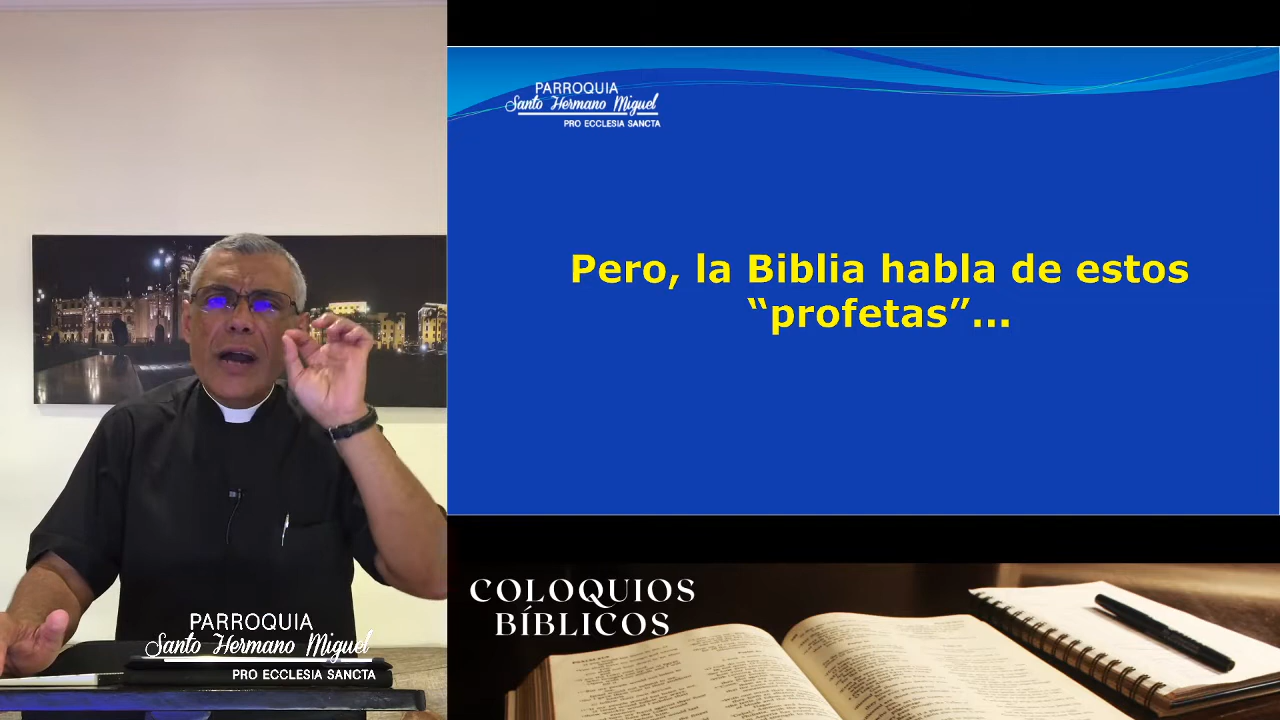 PARROQUIA
Santo Hermano Miguel
PRO ECCLESIA SANCTA
Pero, la Biblia habla de estos
“profetas”...
COLOQUIOS
BÍBLICOS
PARROQUIA
Santo Hermano Miguel
PRO ECCLESIA SANCTA